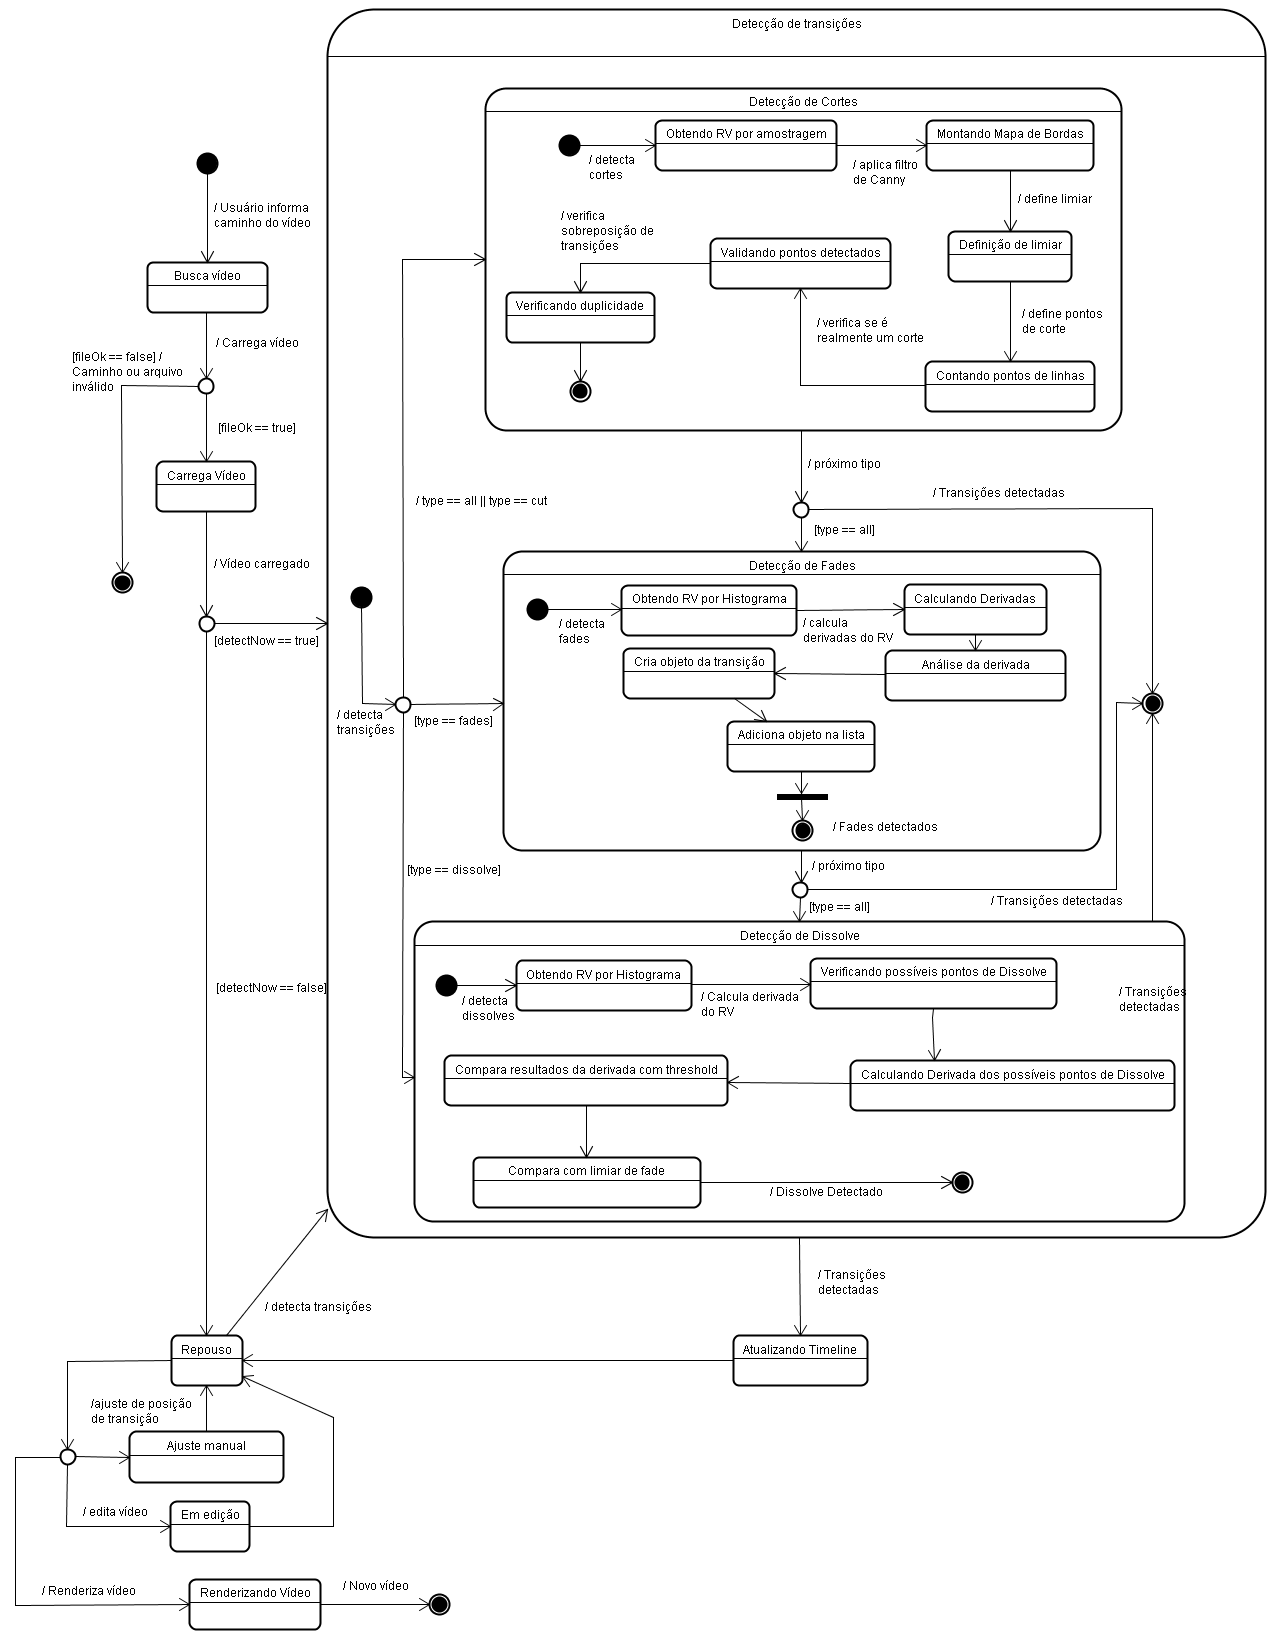 Detecção de transições
Detecção de Cortes
Obtendo RV por amostragem
Montando Mapa de Bordas
/ detecta
cortes
/ aplica filtro
de Canny
/ define limiar
/ Usuário informa
caminho do vídeo
/ verifica
sobreposição de
transições
Validando pontos detectados
Definição de limiar
Busca vídeo
Verificando duplicidade
/ verifica se é
realmente um corte
/ define pontos
de corte
/ Carrega vídeo
[fileOk == false] /
Caminho ou arquivo
inválido
Contando pontos de linhas
[fileOk == true]
Carrega Vídeo
/ próximo tipo
/ type == all || type == cut
/ Transições detectadas
[type == all]
/ Vídeo carregado
Detecção de Fades
Obtendo RV por Histograma
Calculando Derivadas
/ detecta
fades
/ calcula
derivadas do RV
[detectNow == true]
Cria objeto da transição
Análise da derivada
/ detecta
transições
[type == fades]
Adiciona objeto na lista
/ Fades detectados
[type == dissolve]
/ próximo tipo
[type == all]
/ Transições detectadas
Detecção de Dissolve
Obtendo RV por Histograma
Verificando possíveis pontos de Dissolve
[detectNow == false]
/ detecta
dissolves
/ Calcula derivada
do RV
/ Transições
detectadas
Compara resultados da derivada com threshold
Calculando Derivada dos possíveis pontos de Dissolve
Compara com limiar de fade
/ Dissolve Detectado
/ Transições
detectadas
/ detecta transições
Repouso
Atualizando Timeline
/ajuste de posição
de transição
Ajuste manual
/ edita vídeo
Em edição
/ Renderiza vídeo
Renderizando Vídeo
/ Novo vídeo